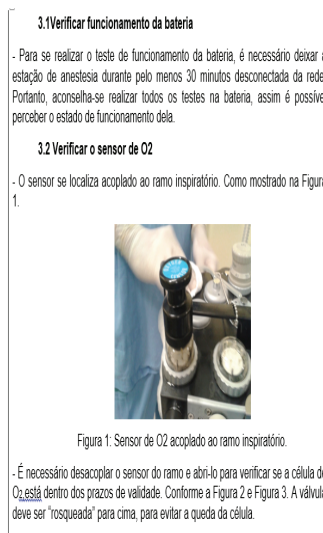 3.1Verificar funcionamento da bateria
- Para se realizar o teste de funcionamento da bateria, é necessário deixar a
estação de anestesia durante pelo menos 30 minutos desconectada da rede.
Portanto, aconselha-se realizar todos os testes na bateria, assim é possíve
perceber o estado de funcionamento dela.
3.2 Verificar o sensor de O2
- O sensor se localiza acoplado ao ramo inspiratório. Como mostrado na Figura
1.
Figura 1: Sensor de O2 acoplado ao ramo inspiratório.
- É necessário desacoplar o sensor do ramo e abri-lo para verificar se a célula de
O2 está dentro dos prazos de validade. Conforme a Figura 2 e Figura 3. A válvula
deve ser “rosqueada” para cima, para evitar a queda da célula.